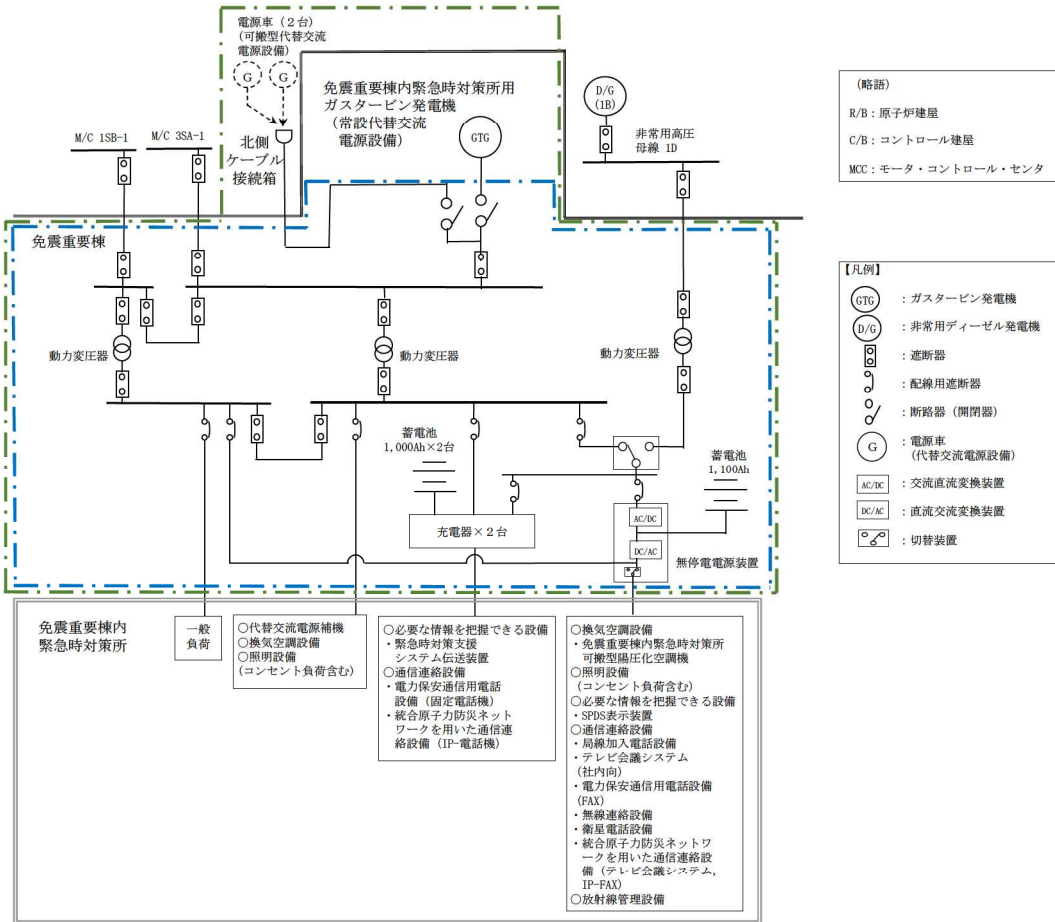 電源車（２台）
(可搬型代替交流
電源設備)
G
G
免震重要棟内緊急時対策所用
ガスタービン発電機
（常設代替交流
電源設備）
GTG
D/G
(1B)
非常用高圧
母線 1D
M/C 1SB-1
M/C 3SA-1
北側
ケーブル
接続箱
免震重要棟
動力変圧器
動力変圧器
動力変圧器
蓄電池
1,000Ah×2台
蓄電池
1,100Ah
充電器×２台
AC/DC
DC/AC
無停電電源装置
免震重要棟内
緊急時対策所
一般
負荷
○代替交流電源補機
○換気空調設備
○照明設備
(コンセント負荷含む)
○必要な情報を把握できる設備
・緊急時対策支援
システム伝送装置
○通信連絡設備
・電力保安通信用電話
設備（固定電話機）
・統合原子力防災ネット
ワークを用いた通信連
絡設備（IP-電話機）
○換気空調設備
・免震重要棟内緊急時対策所
可搬型陽圧化空調機
○照明設備
(コンセント負荷含む)
○必要な情報を把握できる設備
・SPDS表示装置
○通信連絡設備
・局線加入電話設備
・テレビ会議システム
(社内向)
・電力保安通信用電話設備
(FAX)
・無線連絡設備
・衛星電話設備
・統合原子力防災ネットワ
ークを用いた通信連絡設
備（テレビ会議システム,
IP-FAX）
○放射線管理設備
（略語）
R/B：原子炉建屋
C/B：コントロール建屋
MCC：モータ・コントロール・センタ
【凡例】
GTG ：ガスタービン発電機
D/G ：非常用ディーゼル発電機
：遮断器
：配線用遮断器
：断路器（開閉器）
G ：電源車
(代替交流電源設備)
AC/DC ：交流直流変換装置
DC/AC ：直流交流変換装置
：切替装置